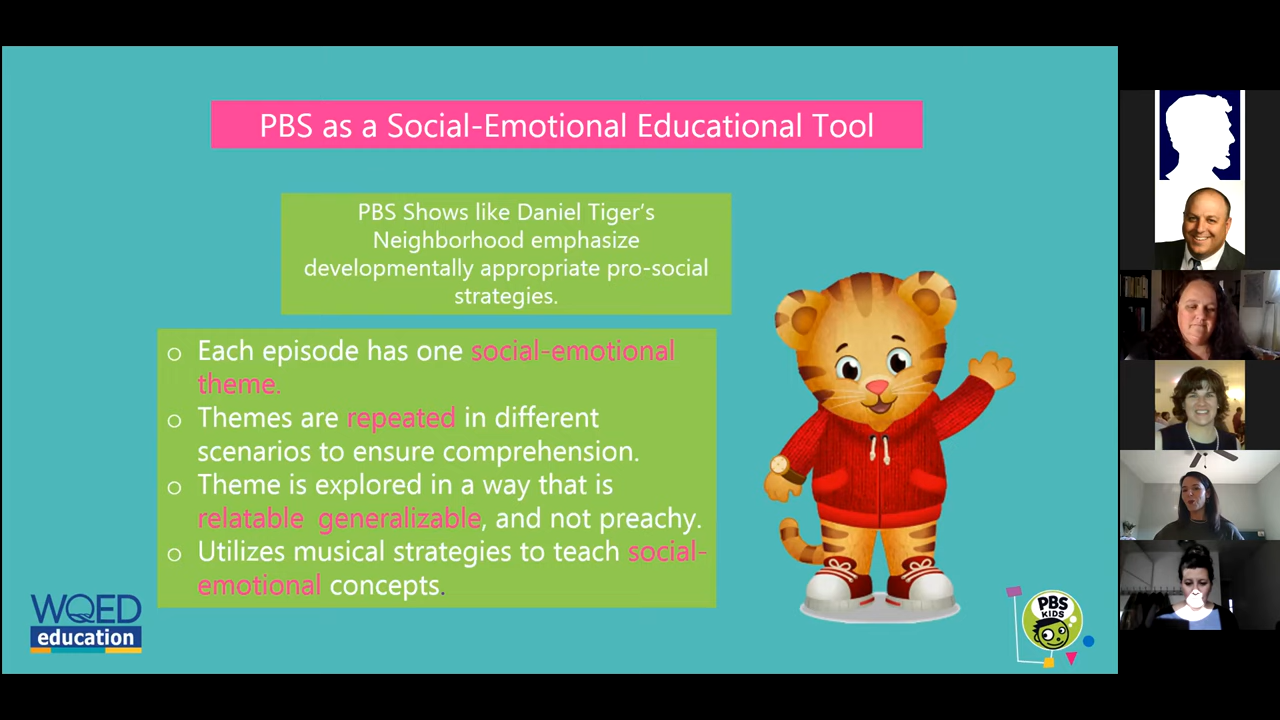 PBS as a Social-Emotional Educational Tool
PBS Shows like Daniel Tiger's
Neighborhood emphasize
developmentally appropriate pro-social
strategies.
o Each episode has one social-emotional
theme.
o Themes are repeated in different
scenarios to ensure comprehension.
o Theme is explored in a way that is
relatable generalizable, and not preachy.
o Utilizes musical strategies to teach social-
emotional concepts.
WQED
education
PBS
KIDS